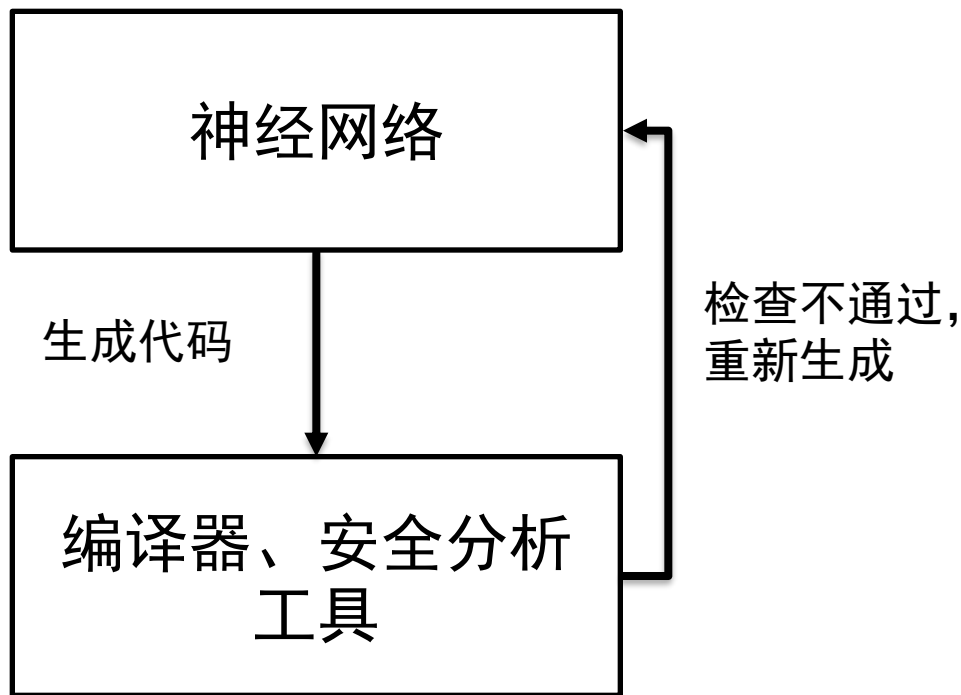 神经网络
生成代码
检查不通过，
重新生成
编译器、安全分析
工具